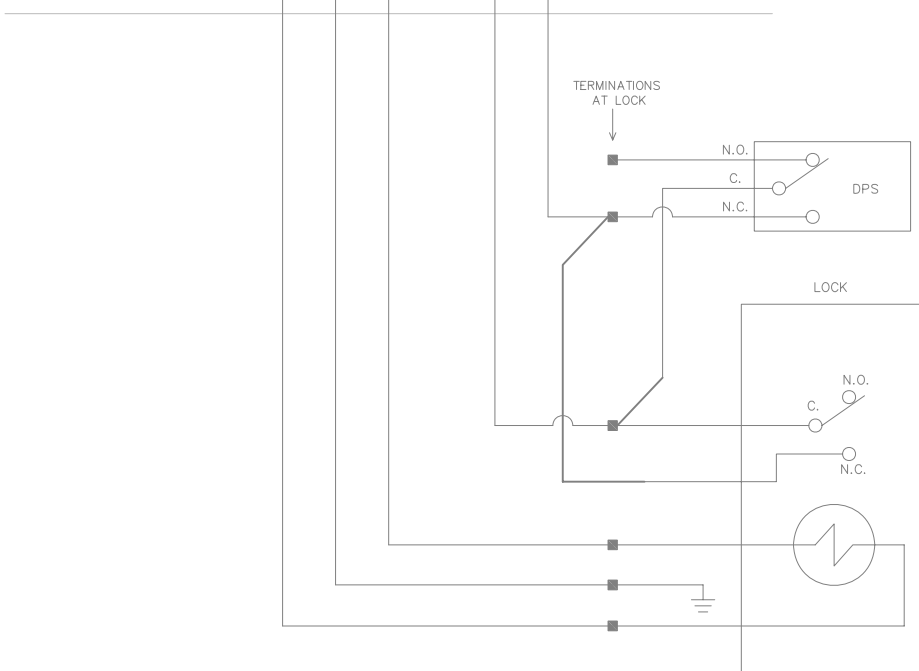 TERMINATIONS
AT LOCK
N.O.
C.
DPS
N.C.
LOCK
N.O.
C.
N.C.